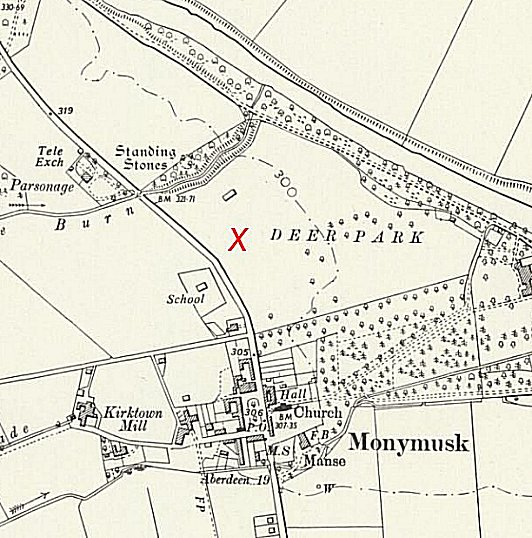 330·69
319
Tele
Exch
Standing
Stones
Parsonage
BM 321·71
Burn
300
X
DEER PARK
School
305
Hall
306
Church
BM
307·35
Kirktown
Mill
P.O.
F.B.
Monymusk
M.S
Manse
Aberdeen 19
W
FP